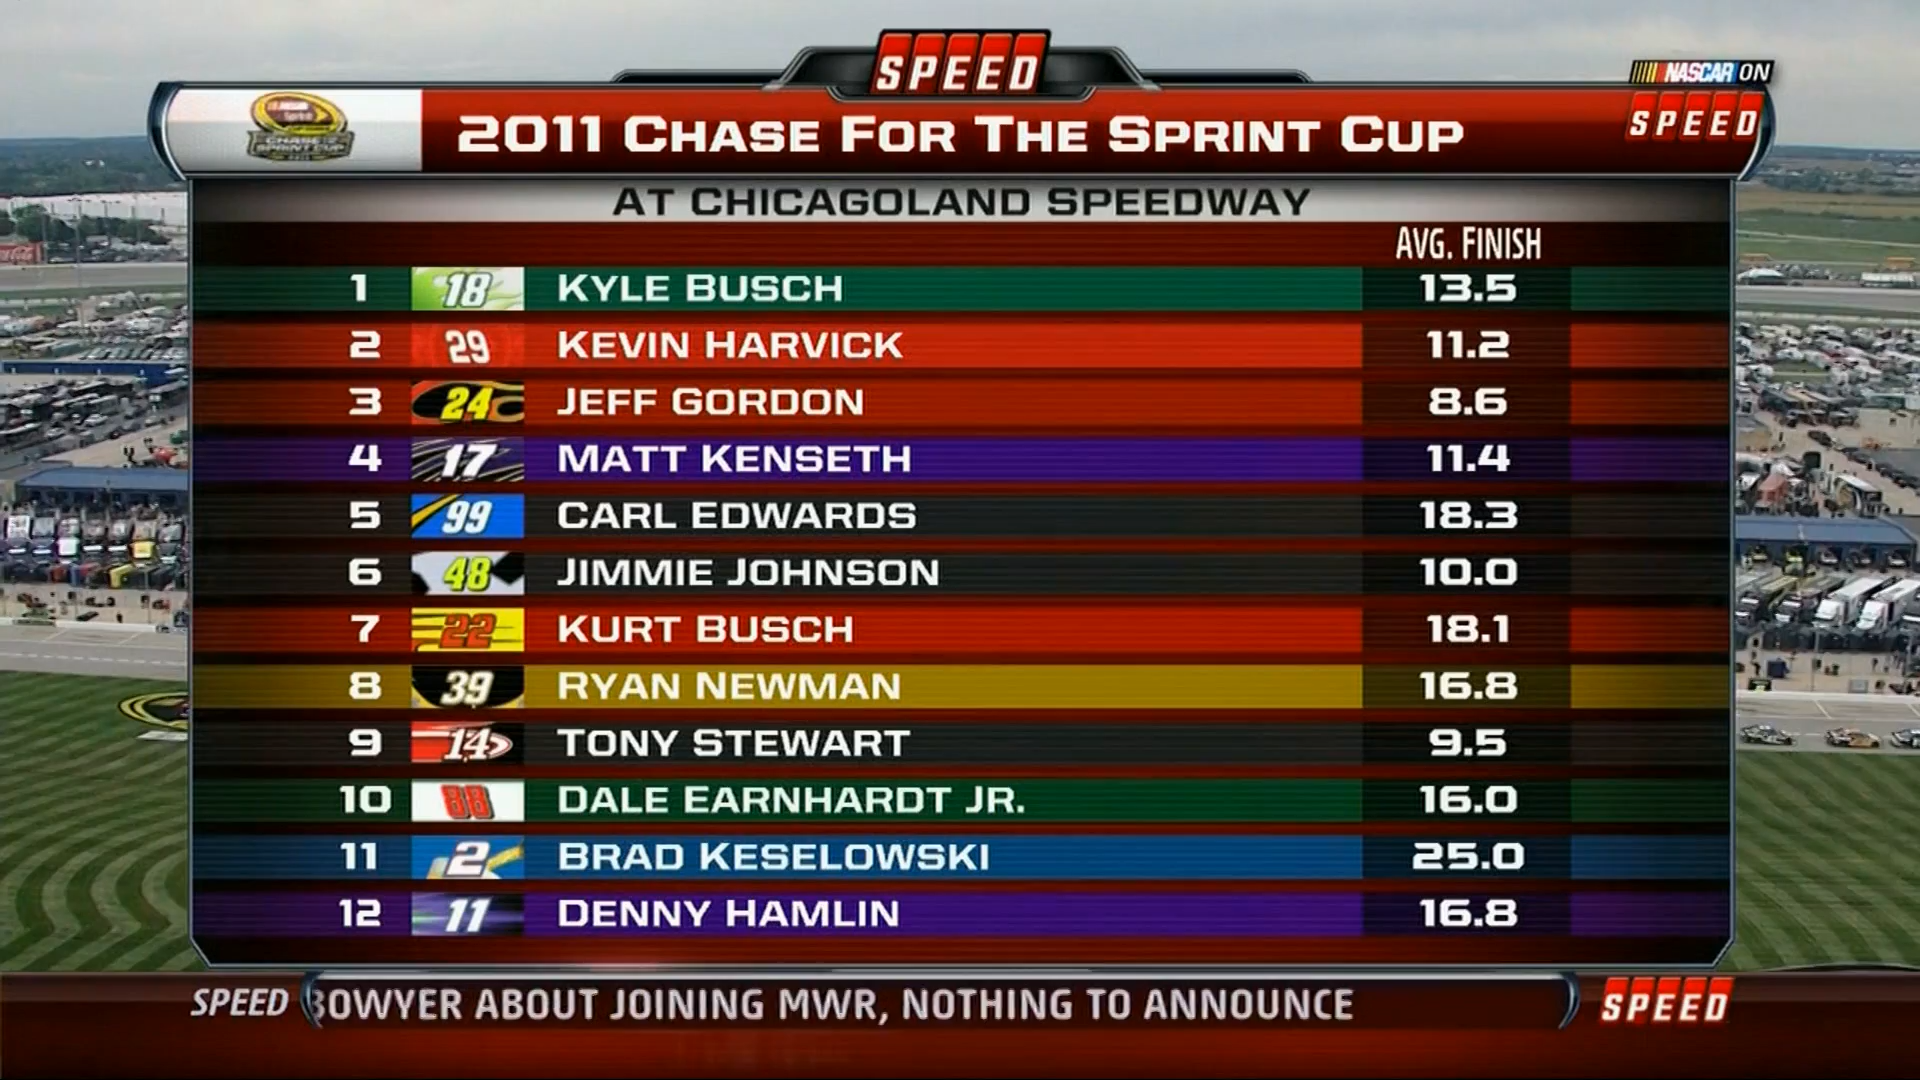 SPEED
NASCAR ON
SPEED
CHASE
SPRINT CUP
2011 CHASE FOR THE SPRINT CUP
AT CHICAGOLAND SPEEDWAY
AVG. FINISH
1 18 KYLE BUSCH 13.5
2 29 KEVIN HARVICK 11.2
3 24 JEFF GORDON 8.6
4 17 MATT KENSETH 11.4
5 99 CARL EDWARDS 18.3
6 48 JIMMIE JOHNSON 10.0
7 22 KURT BUSCH 18.1
8 39 RYAN NEWMAN 16.8
9 14 TONY STEWART 9.5
10 88 DALE EARNHARDT JR. 16.0
11 2 BRAD KESELOWSKI 25.0
12 11 DENNY HAMLIN 16.8
SPEED BOWYER ABOUT JOINING MWR, NOTHING TO ANNOUNCE SPEED